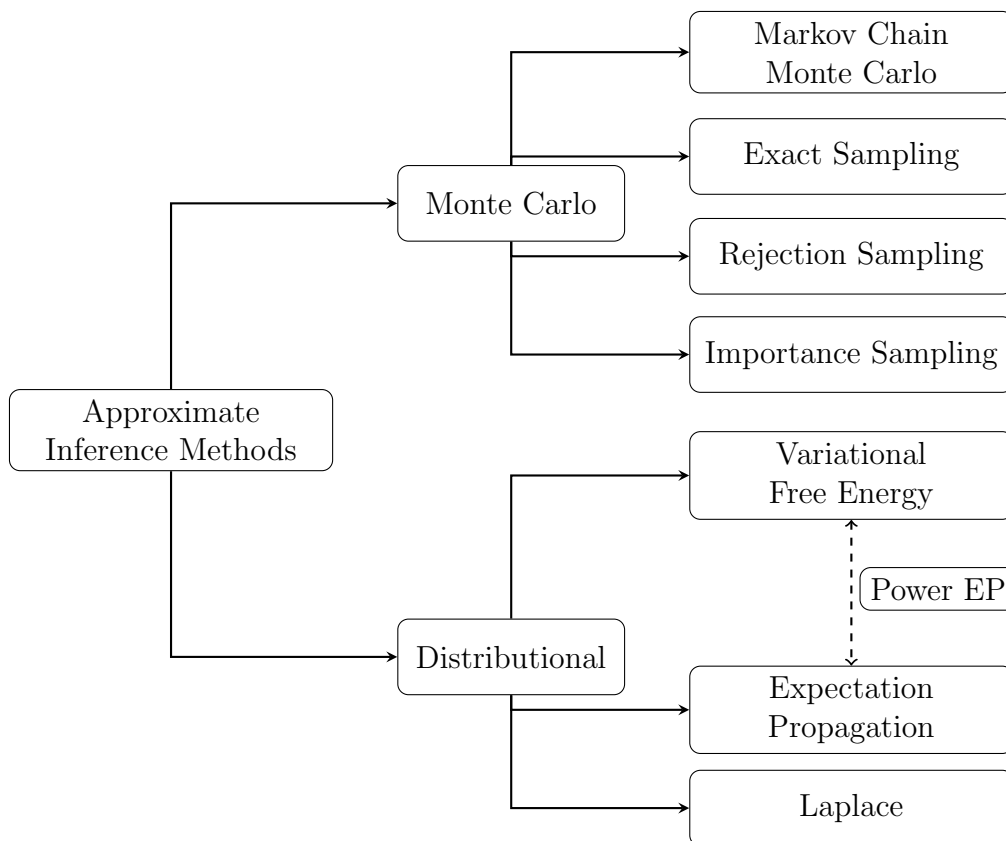 Markov Chain
Monte Carlo
Exact Sampling
Monte Carlo
Rejection Sampling
Importance Sampling
Approximate
Inference Methods
Variational
Free Energy
Power EP
Distributional
Expectation
Propagation
Laplace